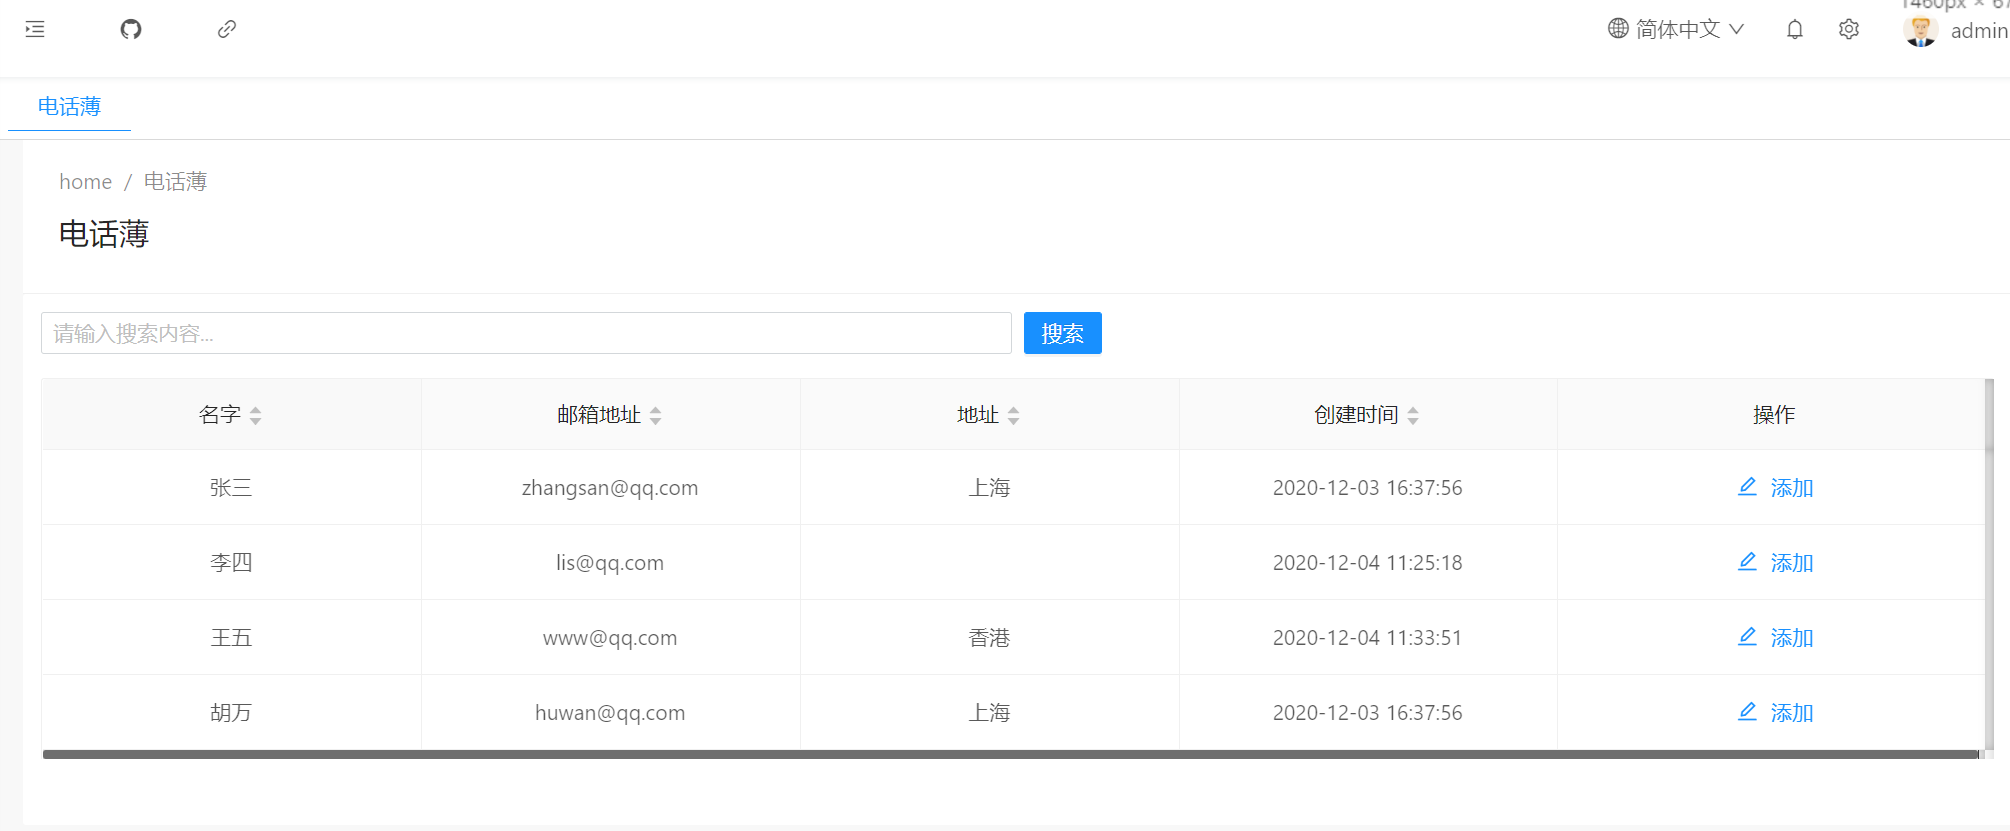 1460px × 67
简体中文
admin
电话薄
home / 电话薄
电话薄
请输入搜索内容...
搜索
名字 邮箱地址 地址 创建时间 操作
张三 zhangsan@qq.com 上海 2020-12-03 16:37:56 添加
李四 lis@qq.com 2020-12-04 11:25:18 添加
王五 www@qq.com 香港 2020-12-04 11:33:51 添加
胡万 huwan@qq.com 上海 2020-12-03 16:37:56 添加